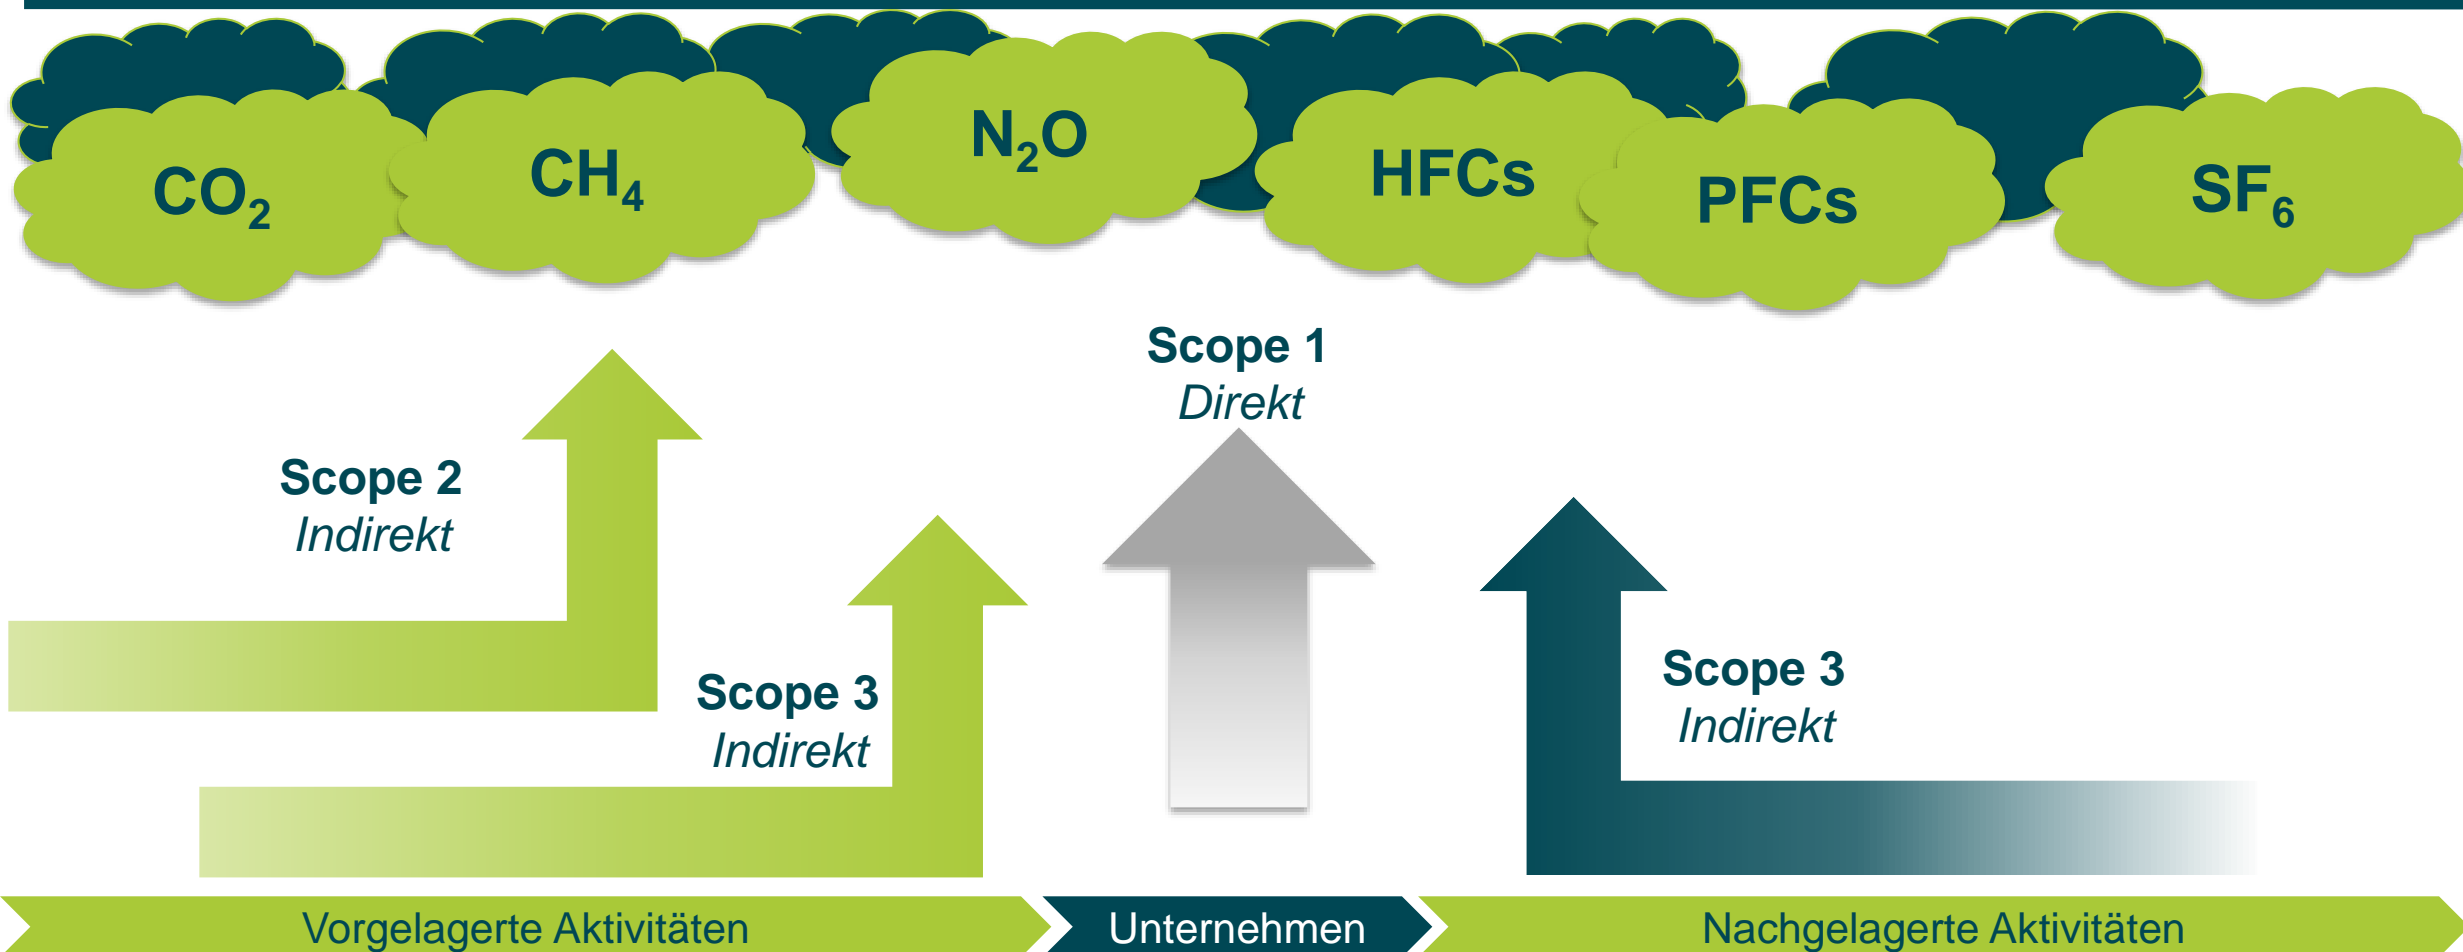 CO₂
CH₄
N₂O
HFCs
PFCs
SF₆
Scope 1
Direkt
Scope 2
Indirekt
Scope 3
Indirekt
Scope 3
Indirekt
Vorgelagerte Aktivitäten
Unternehmen
Nachgelagerte Aktivitäten